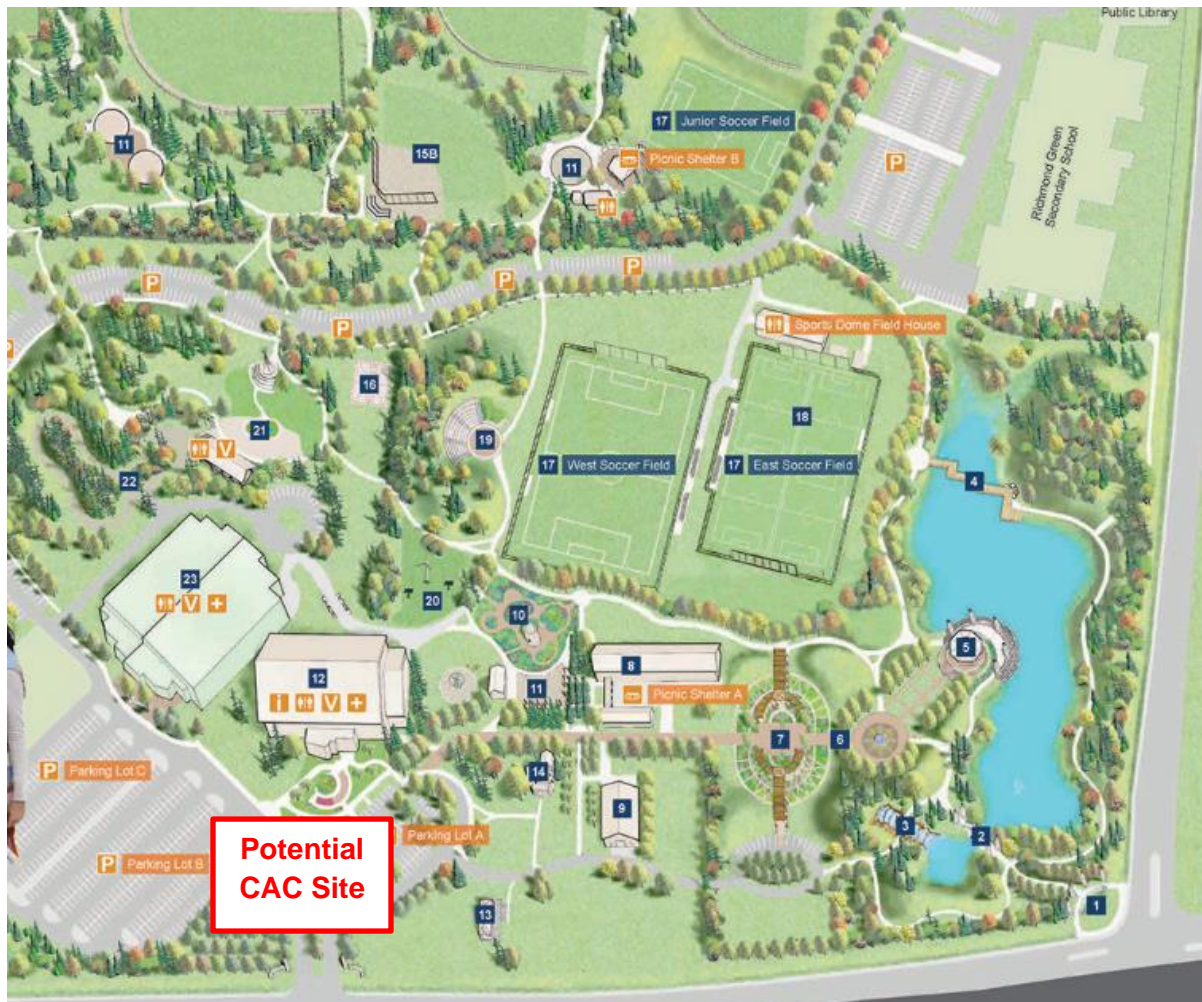 Public Library
17 Junior Soccer Field
11
15B
11
Picnic Shelter B
P
Richmond Green
Secondary School
P
P
P
P
P
Sports Dome Field House
16
18
21
V
19
17 West Soccer Field
17 East Soccer Field
22
4
23
V +
20
10
12
i V +
11
8
Picnic Shelter A
5
7
6
P Parking Lot C
14
9
3
2
Parking Lot A
P Parking Lot B
Potential
CAC Site
13
1